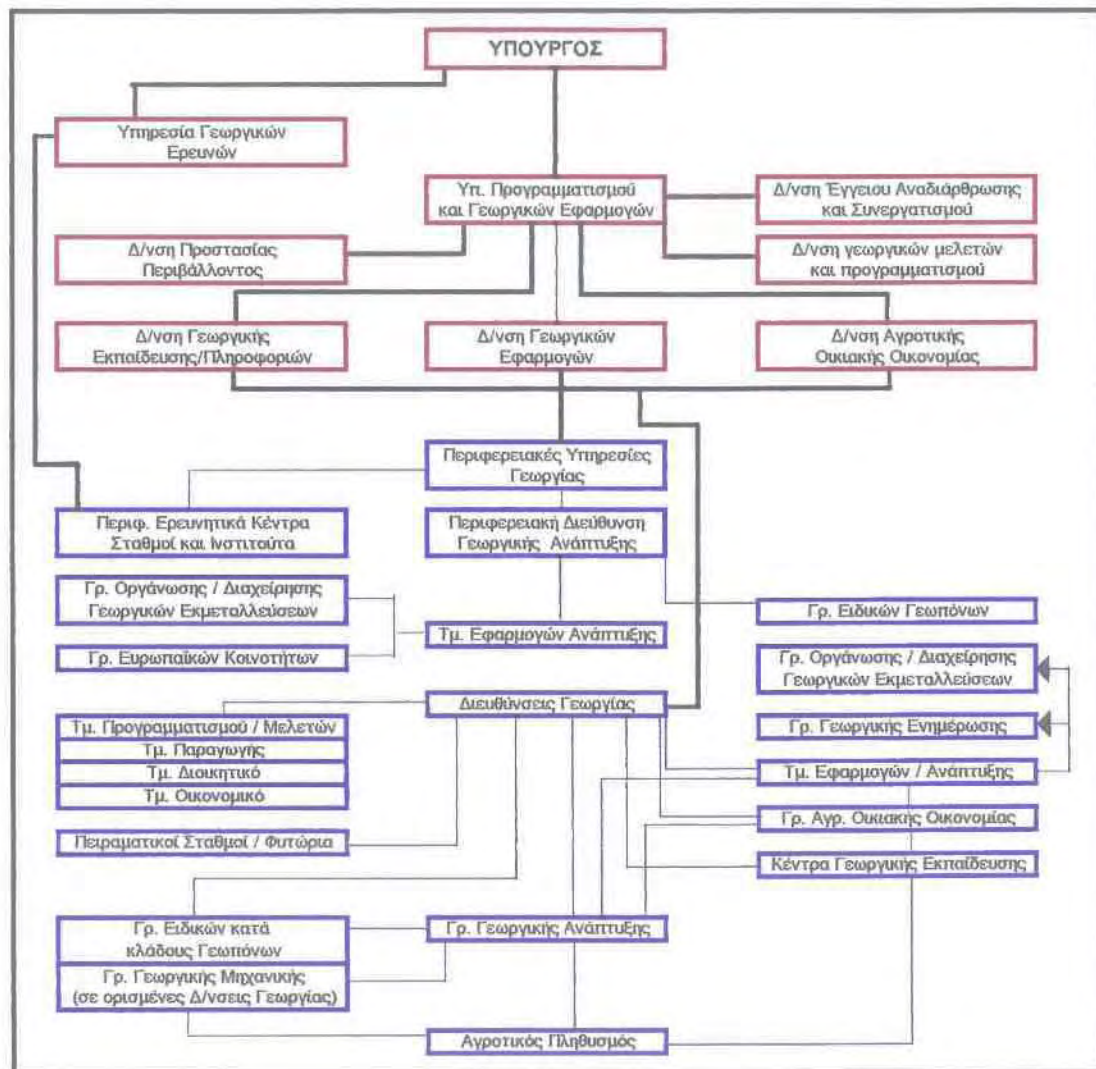 ΥΠΟΥΡΓΟΣ
Υπηρεσία Γεωργικών
Ερευνών
Υπ. Προγραμματισμού
και Γεωργικών Εφαρμογών
Δ/νση Έγγειου Αναδιάρθρωσης
και Συνεργατισμού
Δ/νση Προστασίας
Περιβάλλοντος
Δ/νση γεωργικών μελετών
και προγραμματισμού
Δ/νση Γεωργικής
Εκπαίδευσης/Πληροφοριών
Δ/νση Γεωργικών
Εφαρμογών
Δ/νση Αγροτικής
Οικιακής Οικονομίας
Περιφερειακές Υπηρεσίες
Γεωργίας
Περιφ. Ερευνητικά Κέντρα
Σταθμοί και Ινστιτούτα
Περιφερειακή Διεύθυνση
Γεωργικής Ανάπτυξης
Γρ. Οργάνωσης / Διαχείρησης
Γεωργικών Εκμεταλλεύσεων
Γρ. Ειδικών Γεωπόνων
Γρ. Ευρωπαϊκών Κοινοτήτων
Τμ. Εφαρμογών Ανάπτυξης
Γρ. Οργάνωσης / Διαχείρησης
Γεωργικών Εκμεταλλεύσεων
Διευθύνσεις Γεωργίας
Τμ. Προγραμματισμού / Μελετών
Τμ. Παραγωγής
Τμ. Διοικητικό
Τμ. Οικονομικό
Γρ. Γεωργικής Ενημέρωσης
Τμ. Εφαρμογών / Ανάπτυξης
Πειραματικοί Σταθμοί / Φυτώρια
Γρ. Αγρ. Οικιακής Οικονομίας
Κέντρα Γεωργικής Εκπαίδευσης
Γρ. Ειδικών κατά
κλάδους Γεωπόνων
Γρ. Γεωργικής Ανάπτυξης
Γρ. Γεωργικής Μηχανικής
(σε ορισμένες Δ/νσεις Γεωργίας)
Αγροτικός Πληθυσμός